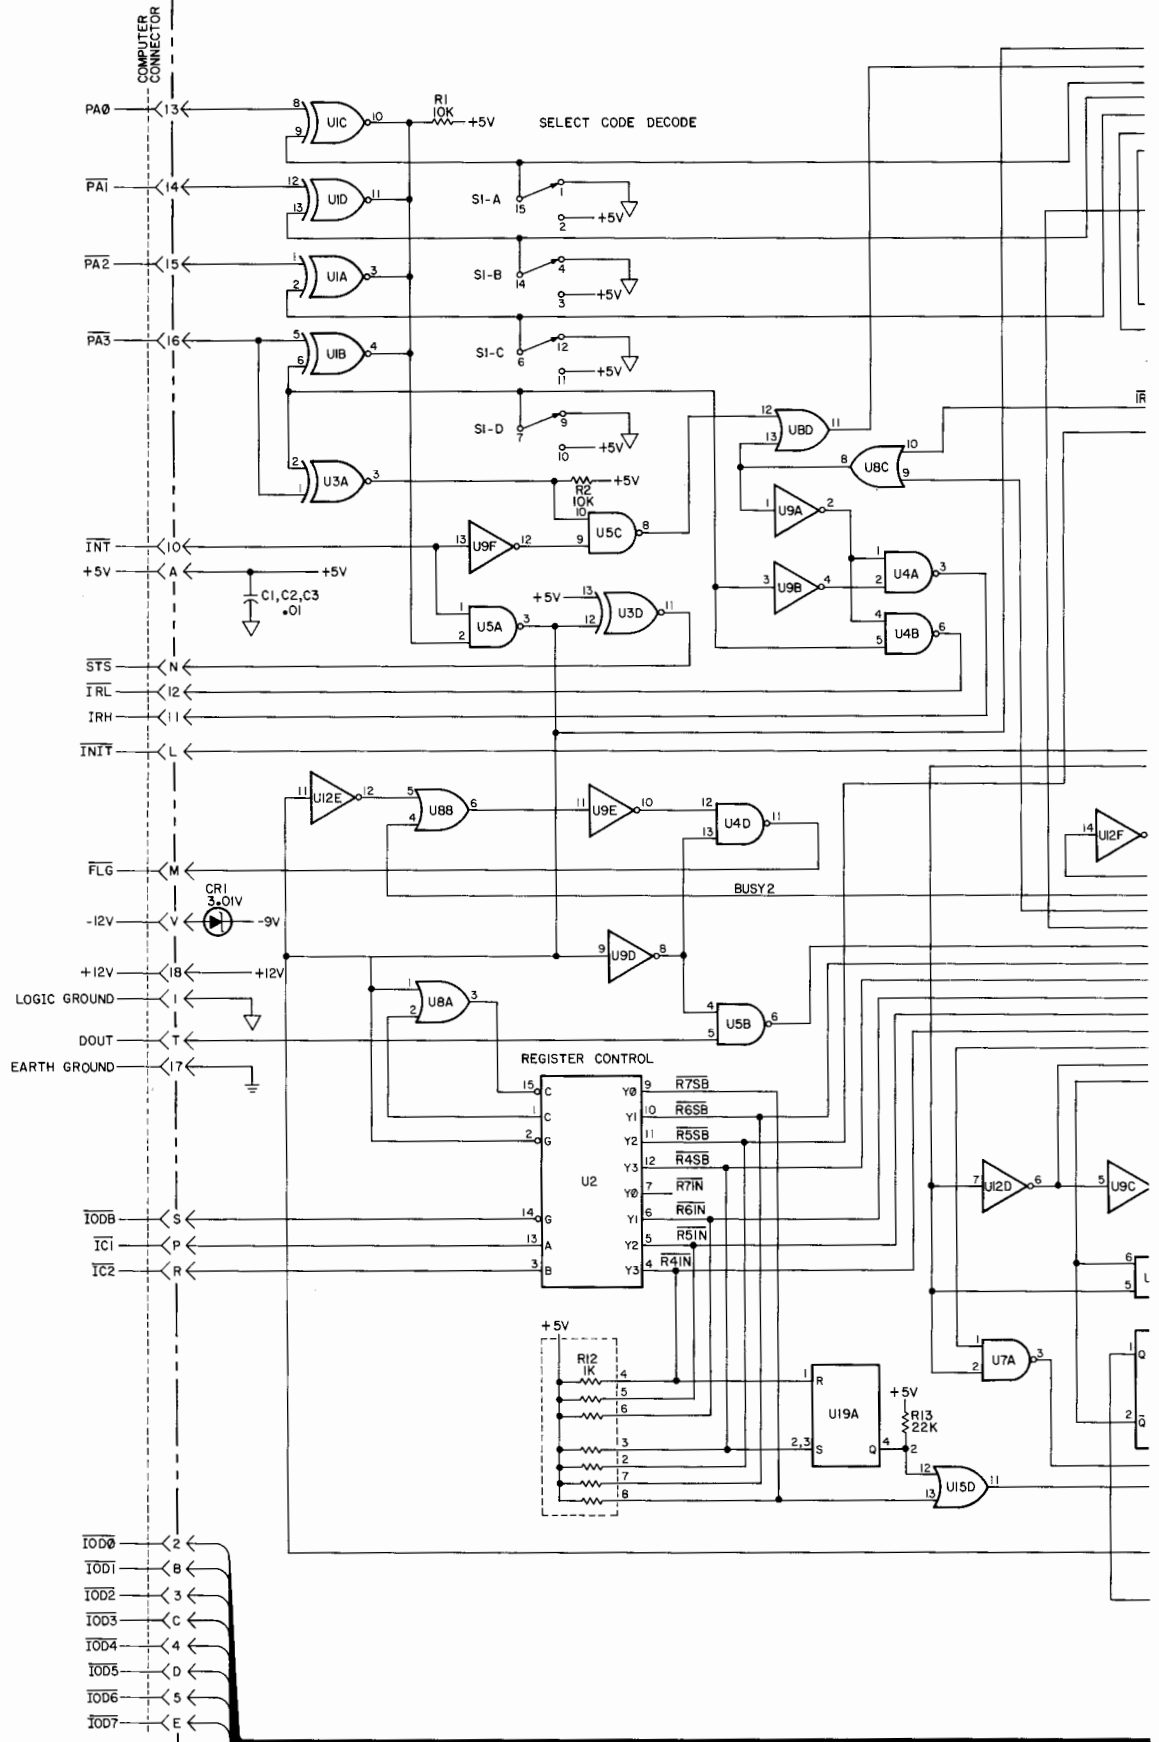 COMPUTER
CONNECTOR
PAØ 13 8 9 U1C 10 R1 10K +5V SELECT CODE DECODE
PA1 14 12 13 U1D 11 S1-A 15 1 2 +5V
PA2 15 1 2 U1A 3 S1-B 14 4 3 +5V
PA3 16 5 6 U1B 4 S1-C 6 12 11 +5V
S1-D 7 9 10 +5V
12 13 U8D 11
IR
8 U8C 10 9
2 1 U3A 3 R2 10K +5V
1 U9A 2
INT 10 13 U9F 12 10 9 U5C 8
+5V A +5V
C1,C2,C3
.01
1 2 U5A 3 +5V 13 12 U3D 11
3 U9B 4 1 2 U4A 3
4 5 U4B 6
STS N
IRL 12
IRH 11
INIT L
11 U12E 12 5 4 U8B 6 11 U9E 10 12 13 U4D 11
14 U12F
FLG M
BUSY2
CR1
3.01V
-12V V -9V
9 U9D 8
+12V 18 +12V
LOGIC GROUND 1
1 2 U8A 3 4 5 U5B 6
DOUT T
EARTH GROUND 17
REGISTER CONTROL
15 C YØ 9 R7SB
1 C Y1 10 R6SB
2 G Y2 11 R5SB
Y3 12 R4SB
U2
YØ 7 R7IN
7 U12D 6 5 U9C
IODB S 14 G Y1 6 R6IN
IC1 P 13 A Y2 5 R5IN
IC2 R 3 B Y3 4 R4IN
6
5 U
+5V
R12
1K
4
5
6
3
2
7
8
1 R
U19A
2,3 S Q 4
+5V
R13
22K
2
12 13 U15D 11
1 2 U7A 3
1 Q
2 Q
IODØ 2
IOD1 B
IOD2 3
IOD3 C
IOD4 4
IOD5 D
IOD6 5
IOD7 E